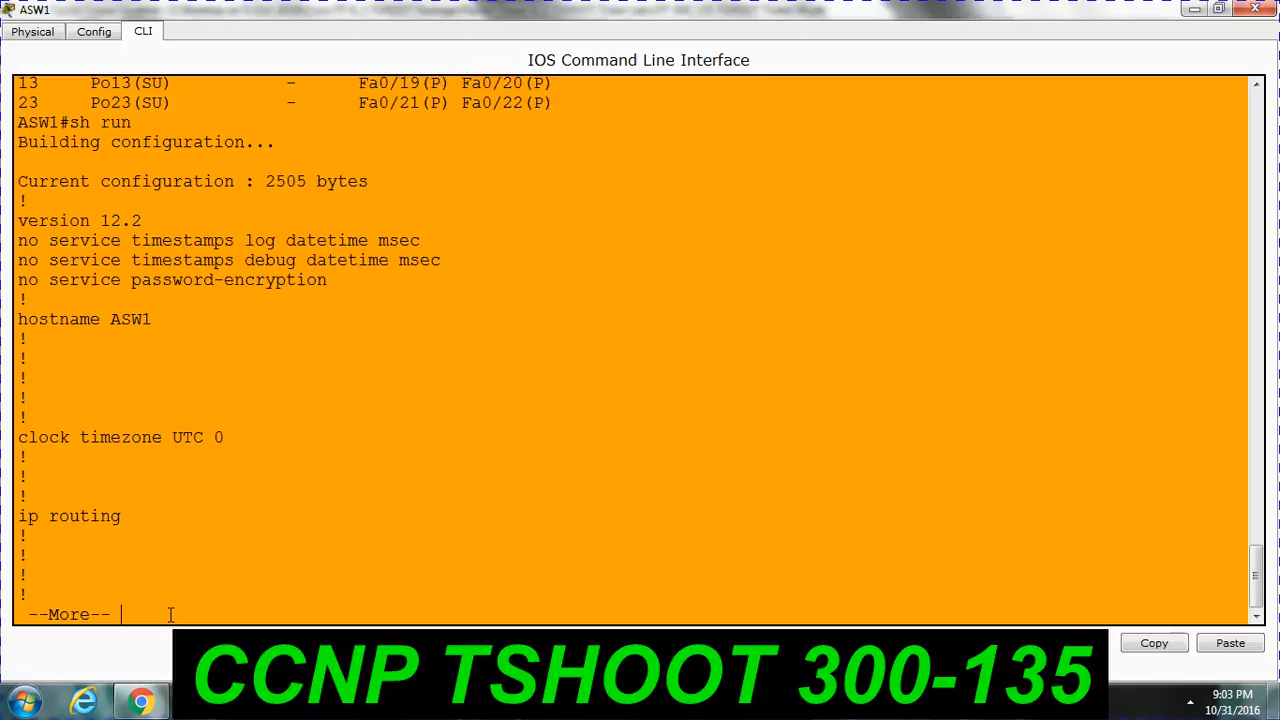 ASW1
Physical Config CLI
IOS Command Line Interface
13 Po13(SU) - Fa0/19(P) Fa0/20(P)
23 Po23(SU) - Fa0/21(P) Fa0/22(P)
ASW1#sh run
Building configuration...
Current configuration : 2505 bytes
!
version 12.2
no service timestamps log datetime msec
no service timestamps debug datetime msec
no service password-encryption
!
hostname ASW1
!
!
!
!
!
clock timezone UTC 0
!
!
!
ip routing
!
!
!
!
--More--
Copy Paste
CCNP TSHOOT 300-135
9:03 PM
10/31/2016